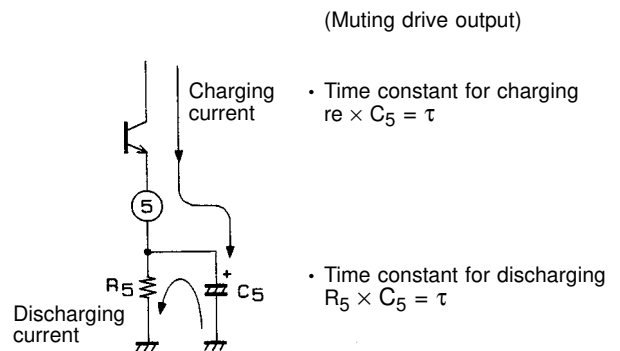 (Muting drive output)
Charging
current
• Time constant for charging
re × C5 = τ
5
R5
+
C5
Discharging
current
• Time constant for discharging
R5 × C5 = τ